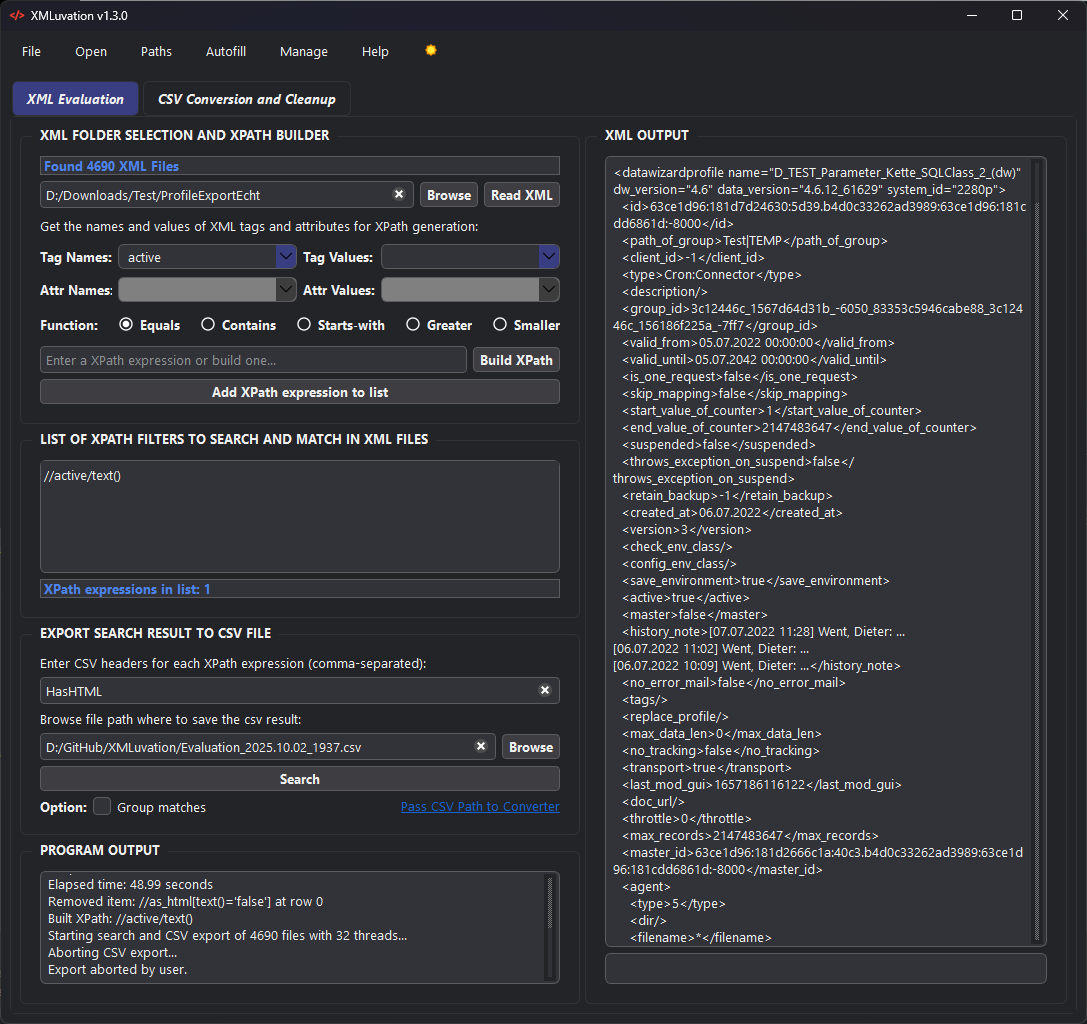 </> XMLuvation v1.3.0
File Open Paths Autofill Manage Help
XML Evaluation CSV Conversion and Cleanup
XML FOLDER SELECTION AND XPATH BUILDER
Found 4690 XML Files
D:/Downloads/Test/ProfileExportEcht Browse Read XML
Get the names and values of XML tags and attributes for XPath generation:
Tag Names: active Tag Values:
Attr Names: Attr Values:
Function: Equals Contains Starts-with Greater Smaller
Enter a XPath expression or build one... Build XPath
Add XPath expression to list
LIST OF XPATH FILTERS TO SEARCH AND MATCH IN XML FILES
//active/text()
XPath expressions in list: 1
EXPORT SEARCH RESULT TO CSV FILE
Enter CSV headers for each XPath expression (comma-separated):
HasHTML
Browse file path where to save the csv result:
D:/GitHub/XMLuvation/Evaluation_2025.10.02_1937.csv Browse
Search
Option: Group matches Pass CSV Path to Converter
PROGRAM OUTPUT
Elapsed time: 48.99 seconds
Removed item: //as_html[text()='false'] at row 0
Built XPath: //active/text()
Starting search and CSV export of 4690 files with 32 threads...
Aborting CSV export...
Export aborted by user.
XML OUTPUT
<datawizardprofile name="D_TEST_Parameter_Kette_SQLClass_2_(dw)"
dw_version="4.6" data_version="4.6.12_61629" system_id="2280p">
<id>63ce1d96:181d7d24630:5d39.b4d0c33262ad3989:63ce1d96:181c
dd6861d:-8000</id>
<path_of_group>Test|TEMP</path_of_group>
<client_id>-1</client_id>
<type>Cron:Connector</type>
<description/>
<group_id>3c12446c_1567d64d31b_-6050_83353c5946cabe88_3c124
46c_156186f225a_-7ff7</group_id>
<valid_from>05.07.2022 00:00:00</valid_from>
<valid_until>05.07.2042 00:00:00</valid_until>
<is_one_request>false</is_one_request>
<skip_mapping>false</skip_mapping>
<start_value_of_counter>1</start_value_of_counter>
<end_value_of_counter>2147483647</end_value_of_counter>
<suspended>false</suspended>
<throws_exception_on_suspend>false</
throws_exception_on_suspend>
<retain_backup>-1</retain_backup>
<created_at>06.07.2022</created_at>
<version>3</version>
<check_env_class/>
<config_env_class/>
<save_environment>true</save_environment>
<active>true</active>
<master>false</master>
<history_note>[07.07.2022 11:28] Went, Dieter: ...
[06.07.2022 11:02] Went, Dieter: ...
[06.07.2022 10:09] Went, Dieter: ...</history_note>
<no_error_mail>false</no_error_mail>
<tags/>
<replace_profile/>
<max_data_len>0</max_data_len>
<no_tracking>false</no_tracking>
<transport>true</transport>
<last_mod_gui>1657186116122</last_mod_gui>
<doc_url/>
<throttle>0</throttle>
<max_records>2147483647</max_records>
<master_id>63ce1d96:181d2666c1a:40c3.b4d0c33262ad3989:63ce1d
96:181cdd6861d:-8000</master_id>
<agent>
<type>5</type>
<dir/>
<filename>*</filename>